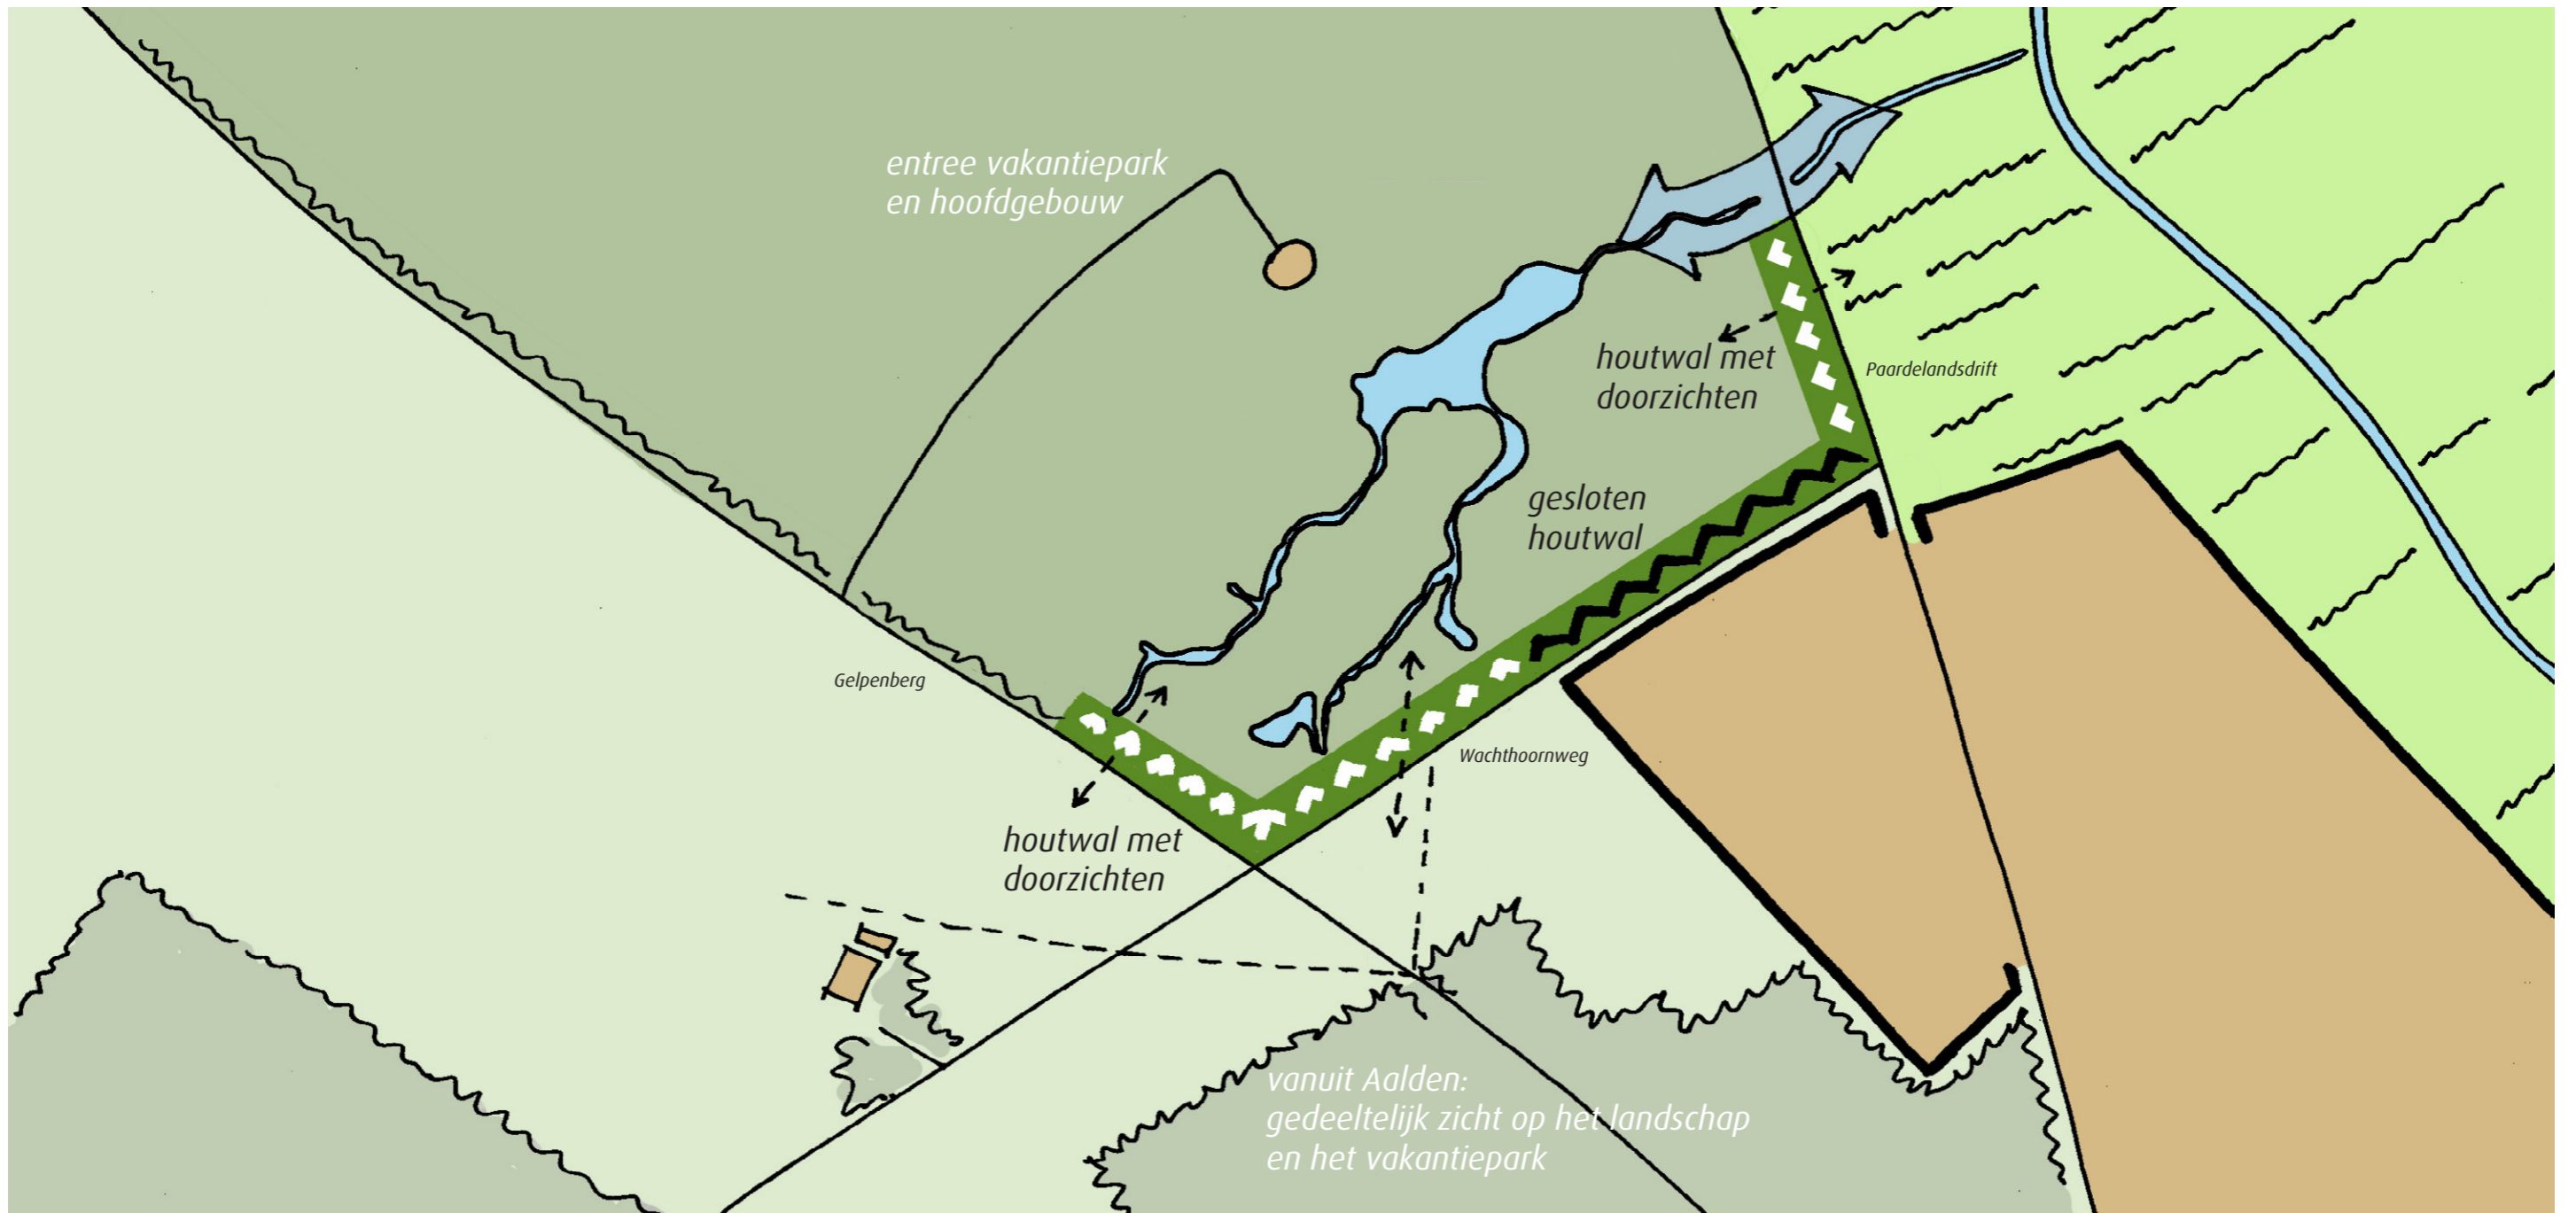 entree vakantiepark
en hoofdgebouw
houtwal met
doorzichten
Paardelandsdrift
gesloten
houtwal
Gelpenberg
Wachthoornweg
houtwal met
doorzichten
vanuit Aalden:
gedeeltelijk zicht op het landschap
en het vakantiepark